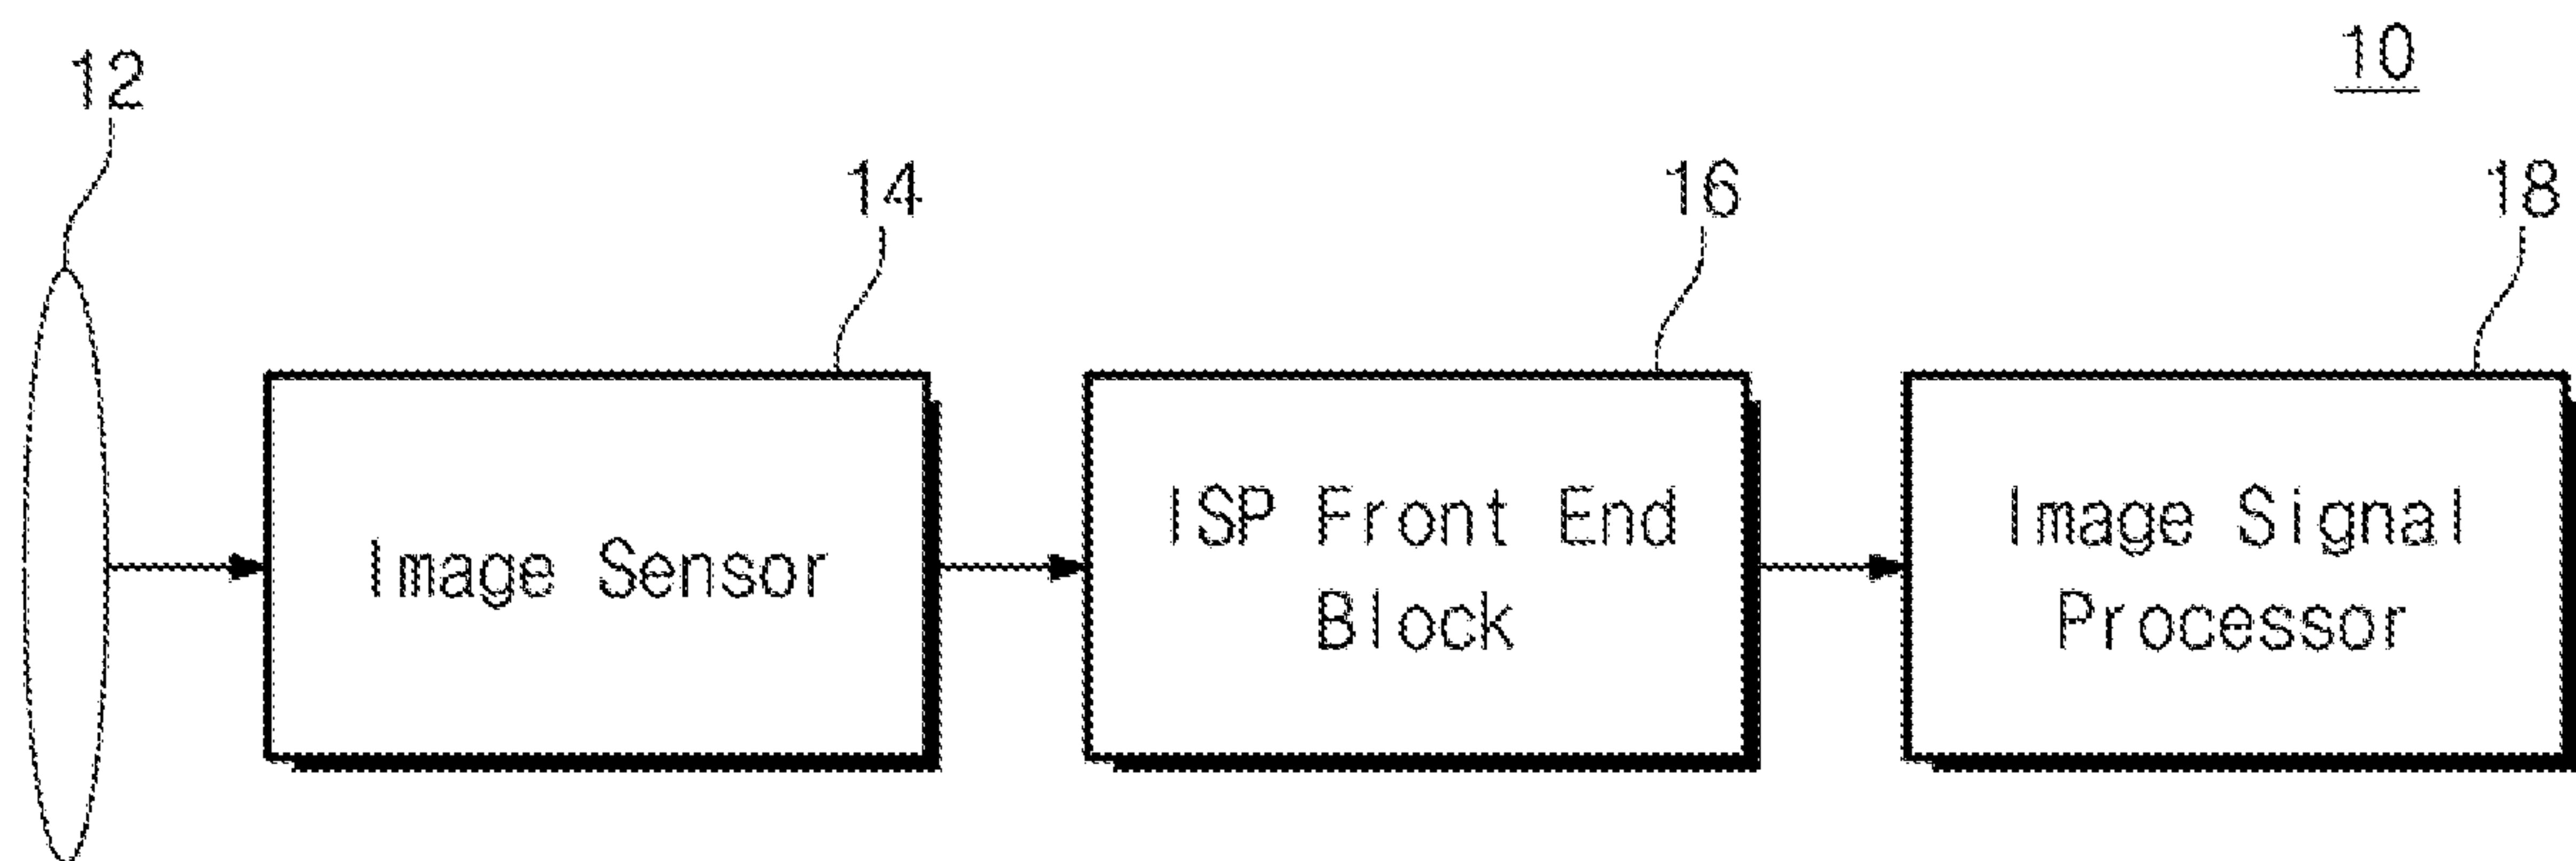 10
12
14
16
18
Image Sensor
ISP Front End
Block
Image Signal
Processor